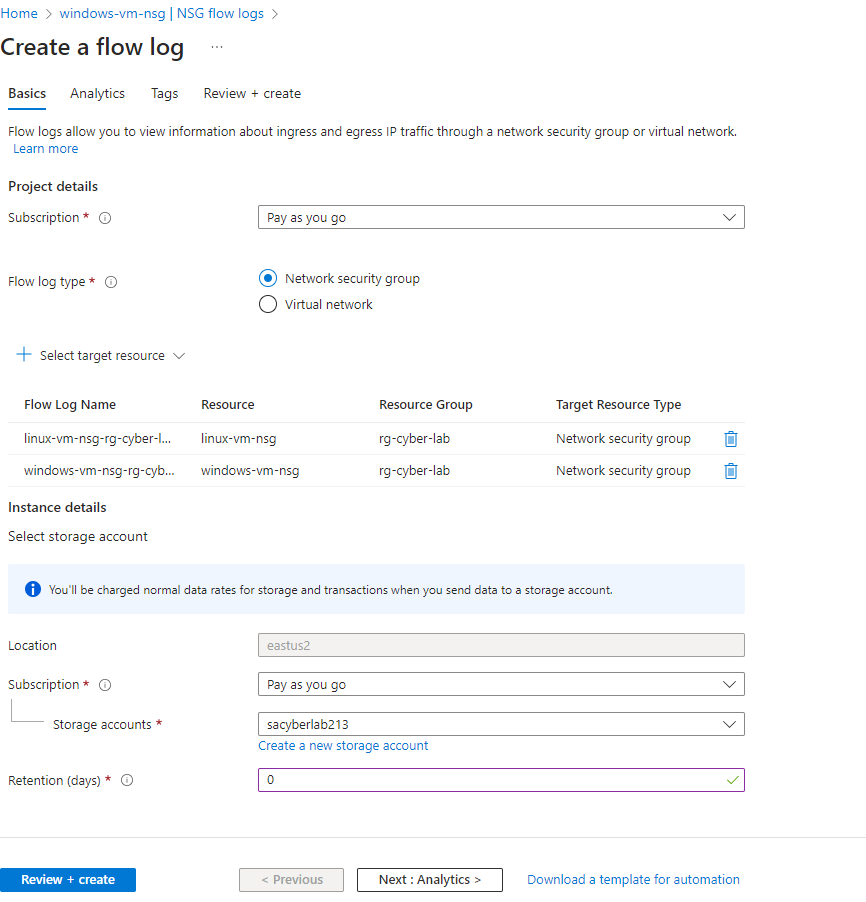 Home > windows-vm-nsg | NSG flow logs >
Create a flow log ...
Basics Analytics Tags Review + create
Flow logs allow you to view information about ingress and egress IP traffic through a network security group or virtual network.
Learn more
Project details
Subscription *
Pay as you go
Flow log type *
Network security group
Virtual network
Select target resource
Flow Log Name Resource Resource Group Target Resource Type
linux-vm-nsg-rg-cyber-l... linux-vm-nsg rg-cyber-lab Network security group
windows-vm-nsg-rg-cyb... windows-vm-nsg rg-cyber-lab Network security group
Instance details
Select storage account
You'll be charged normal data rates for storage and transactions when you send data to a storage account.
Location eastus2
Subscription * Pay as you go
Storage accounts * sacyberlab213
Create a new storage account
Retention (days) * 0
Review + create < Previous Next : Analytics > Download a template for automation